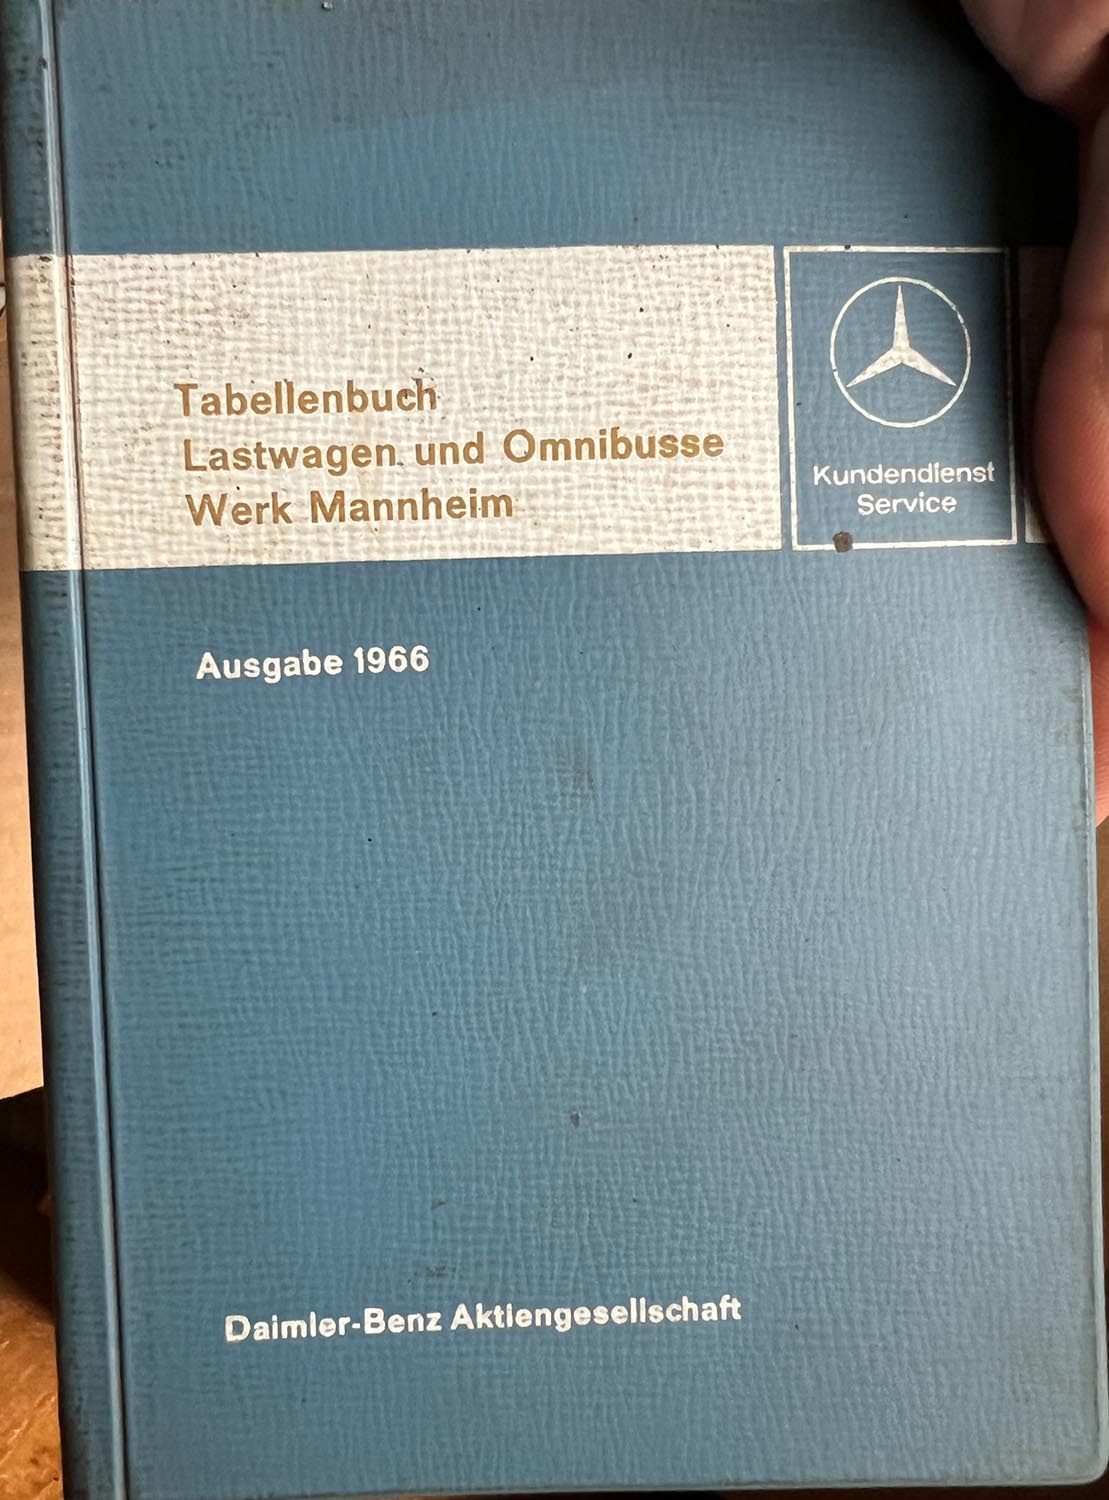 Tabellenbuch
Lastwagen und Omnibusse
Werk Mannheim
Kundendienst
Service
Ausgabe 1966
Daimler-Benz Aktiengesellschaft